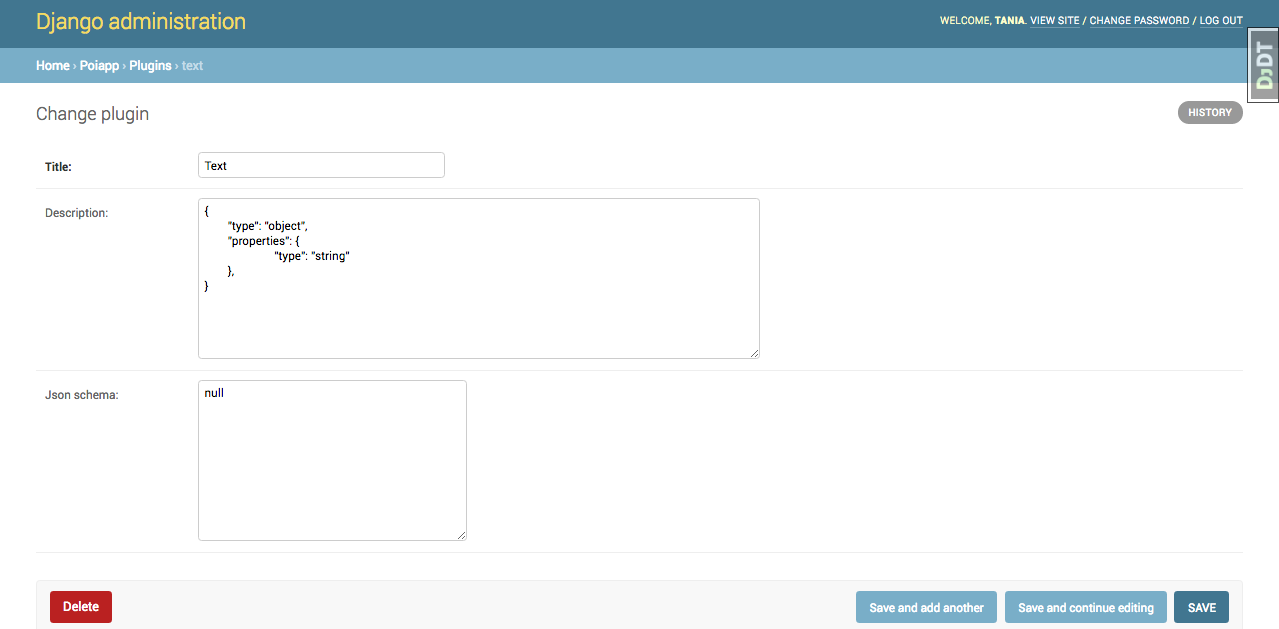 Django administration
WELCOME, TANIA. VIEW SITE / CHANGE PASSWORD / LOG OUT
DJDT
Home › Poiapp › Plugins › text
Change plugin
HISTORY
Title:
Text
Description:
{
"type": "object",
"properties": {
"type": "string"
},
}
Json schema:
null
Delete
Save and add another
Save and continue editing
SAVE